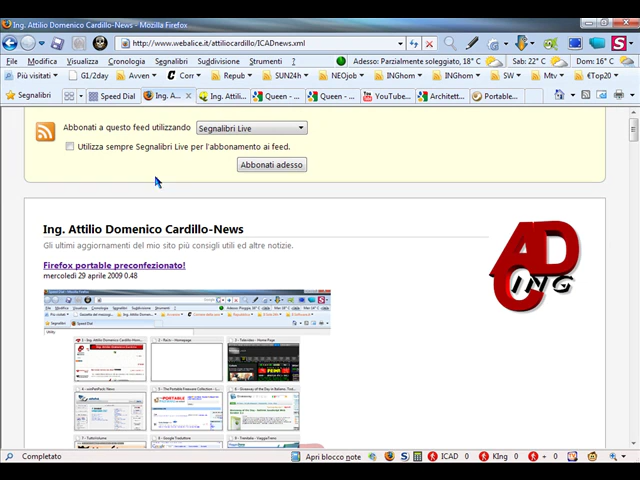 Ing. Attilio Domenico Cardillo-News - Mozilla Firefox
http://www.webalice.it/attiliocardillo/ICADnews.xml
File Modifica Visualizza Cronologia Segnalibri Suddivisione Strumenti ? Adesso: Parzialmente soleggiato, 18° C Sab: 22° C Dom: 16° C
Più visitati G1/2day Avven Corr Repub SUN24h NEOjob INGhom INGhom SW Mtv €Top20
Segnalibri Speed Dial Ing. A... Ing. Attili... Queen - ... Queen - ... YouTube... Architett... Portable...
Abbonati a questo feed utilizzando Segnalibri Live
Utilizza sempre Segnalibri Live per l'abbonamento ai feed.
Abbonati adesso
Ing. Attilio Domenico Cardillo-News
Gli ultimi aggiornamenti del mio sito più consigli utili ed altre notizie.
ADC ING
Firefox portable preconfezionato!
mercoledì 29 aprile 2009 0.48
Completato Apri blocco note ICAD 0 KIng 0 + 0